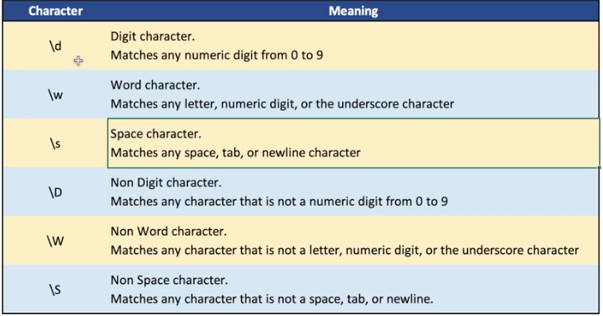 Character Meaning
\d Digit character.
Matches any numeric digit from 0 to 9
\w Word character.
Matches any letter, numeric digit, or the underscore character
\s Space character.
Matches any space, tab, or newline character
\D Non Digit character.
Matches any character that is not a numeric digit from 0 to 9
\W Non Word character.
Matches any character that is not a letter, numeric digit, or the underscore character
\S Non Space character.
Matches any character that is not a space, tab, or newline.